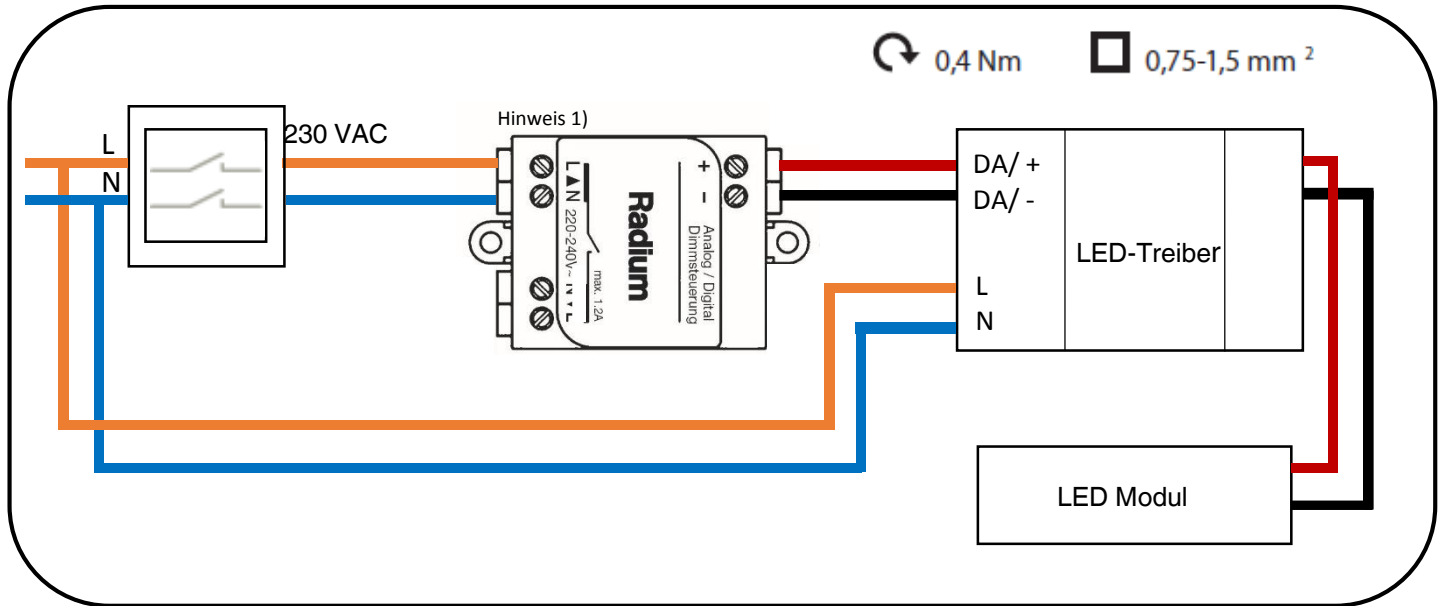 0,4 Nm
0,75-1,5 mm ²
Hinweis 1)
L
230 VAC
N
L ▲ N 220-240V~ N ▼ L
max. 1.2A
Radium
+ -
Analog / Digital
Dimmsteuerung
DA/ +
DA/ -
L
N
LED-Treiber
LED Modul